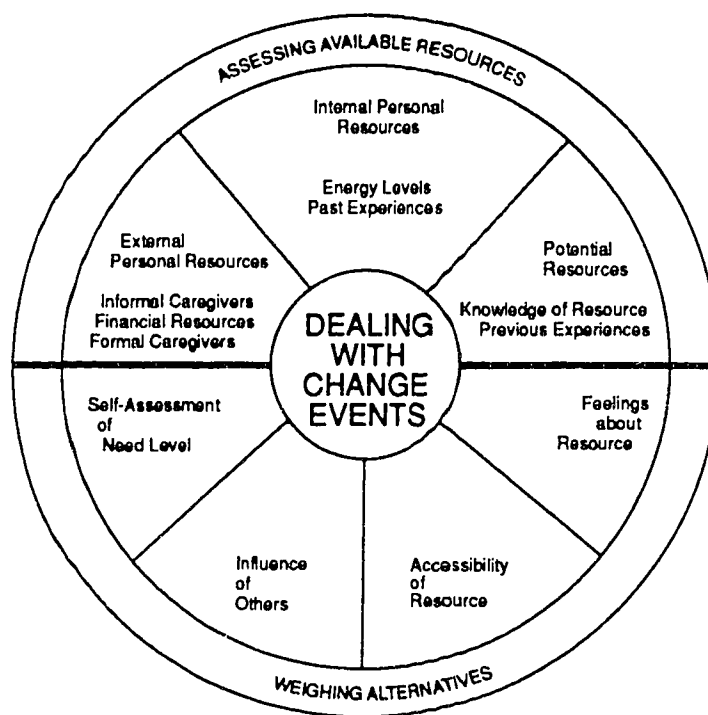 ASSESSING AVAILABLE RESOURCES
Internal Personal
Resources
Energy Levels
Past Experiences
External
Personal Resources
Informal Caregivers
Financial Resources
Formal Caregivers
Potential
Resources
Knowledge of Resource
Previous Experiences
DEALING
WITH
CHANGE
EVENTS
Self-Assessment
of
Need Level
Influence
of
Others
Accessibility
of
Resource
Feelings
about
Resource
WEIGHING ALTERNATIVES